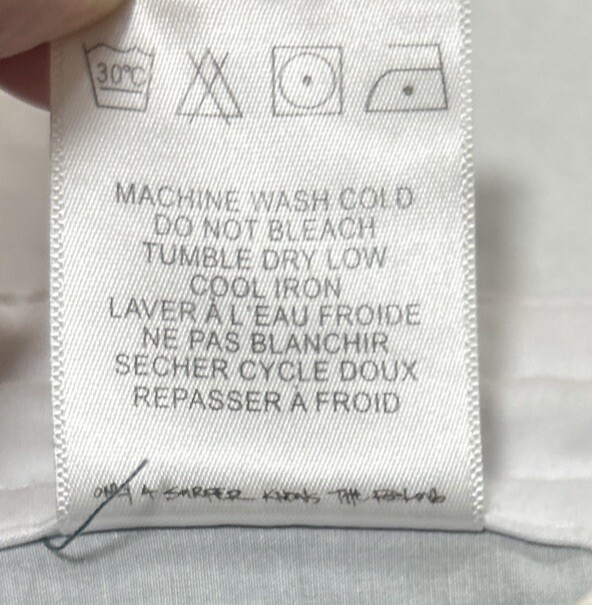 30°C
MACHINE WASH COLD
DO NOT BLEACH
TUMBLE DRY LOW
COOL IRON
LAVER À L'EAU FROIDE
NE PAS BLANCHIR
SECHER CYCLE DOUX
REPASSER A FROID
ONLY A SURFER KNOWS THE FEELING